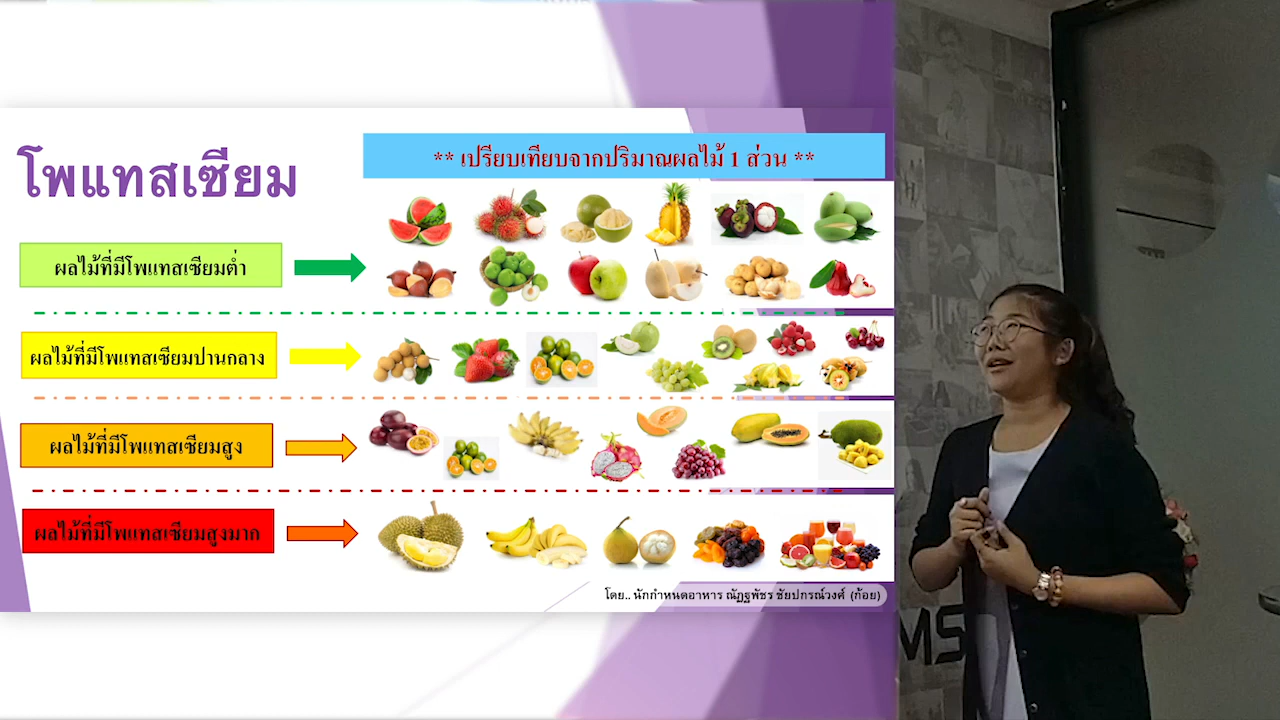 โพแทสเซียม
** เปรียบเทียบจากปริมาณผลไม้ 1 ส่วน **
ผลไม้ที่มีโพแทสเซียมต่ำ
ผลไม้ที่มีโพแทสเซียมปานกลาง
ผลไม้ที่มีโพแทสเซียมสูง
ผลไม้ที่มีโพแทสเซียมสูงมาก
โดย.. นักกำหนดอาหาร ณัฏฐพัชร ชัยปกรณ์วงศ์ (ก้อย)
MS